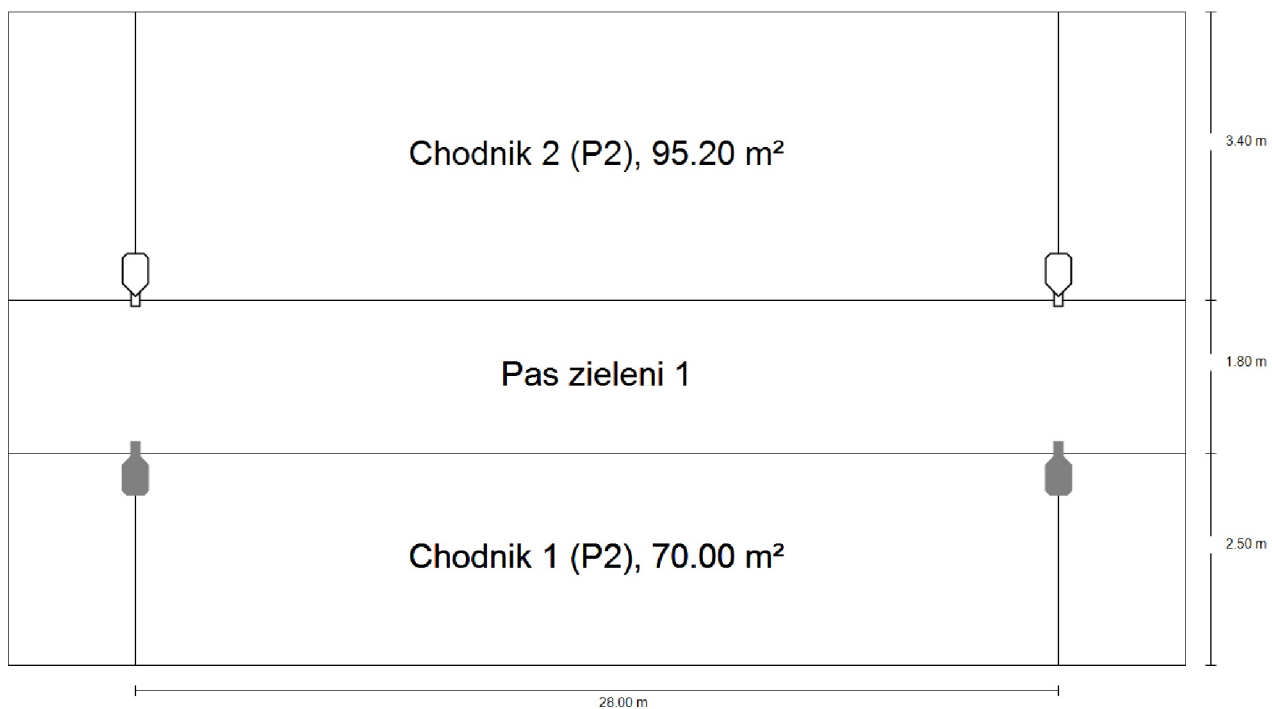 Chodnik 2 (P2), 95.20 m²
3.40 m
Pas zieleni 1
1.80 m
Chodnik 1 (P2), 70.00 m²
2.50 m
28.00 m